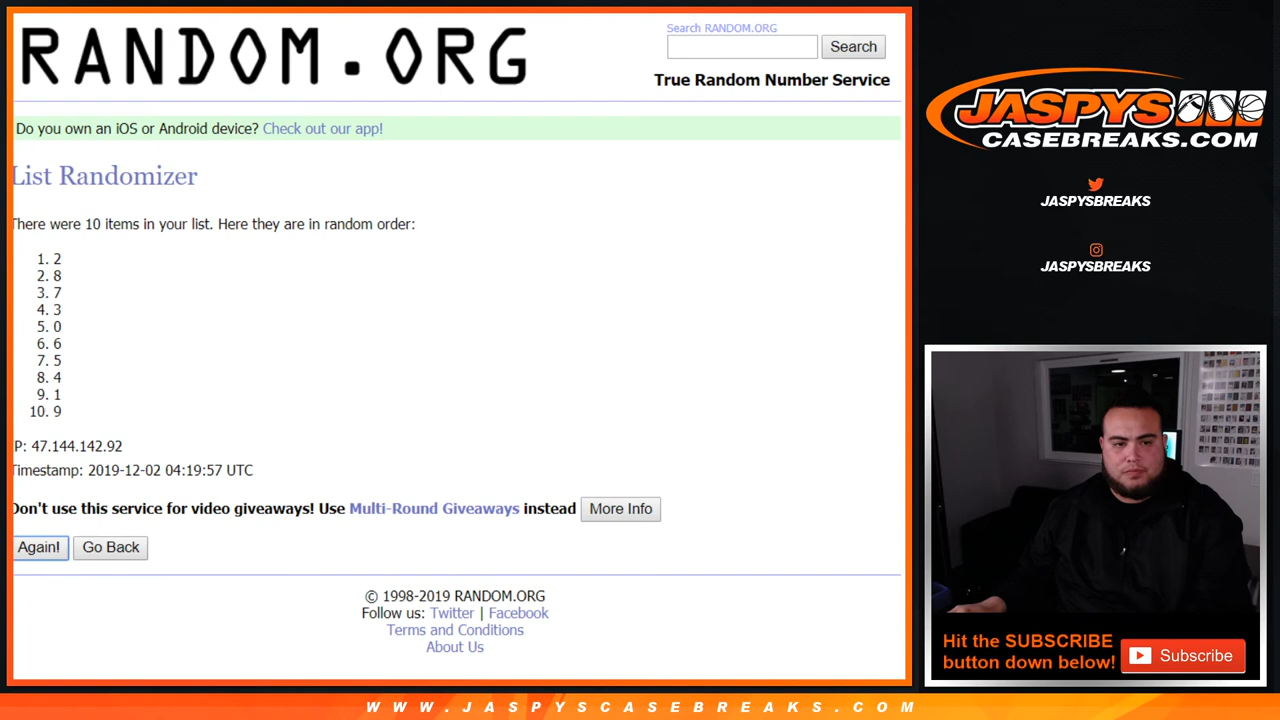 RANDOM.ORG
Search RANDOM.ORG
Search
True Random Number Service
Do you own an iOS or Android device? Check out our app!
List Randomizer
There were 10 items in your list. Here they are in random order:
1. 2
2. 8
3. 7
4. 3
5. 0
6. 6
7. 5
8. 4
9. 1
10. 9
IP: 47.144.142.92
Timestamp: 2019-12-02 04:19:57 UTC
Don't use this service for video giveaways! Use Multi-Round Giveaways instead More Info
Again! Go Back
© 1998-2019 RANDOM.ORG
Follow us: Twitter | Facebook
Terms and Conditions
About Us
JASPYS
CASEBREAKS.COM
JASPYSBREAKS
JASPYSBREAKS
Hit the SUBSCRIBE
button down below!
Subscribe
WWW.JASPYSCASEBREAKS.COM